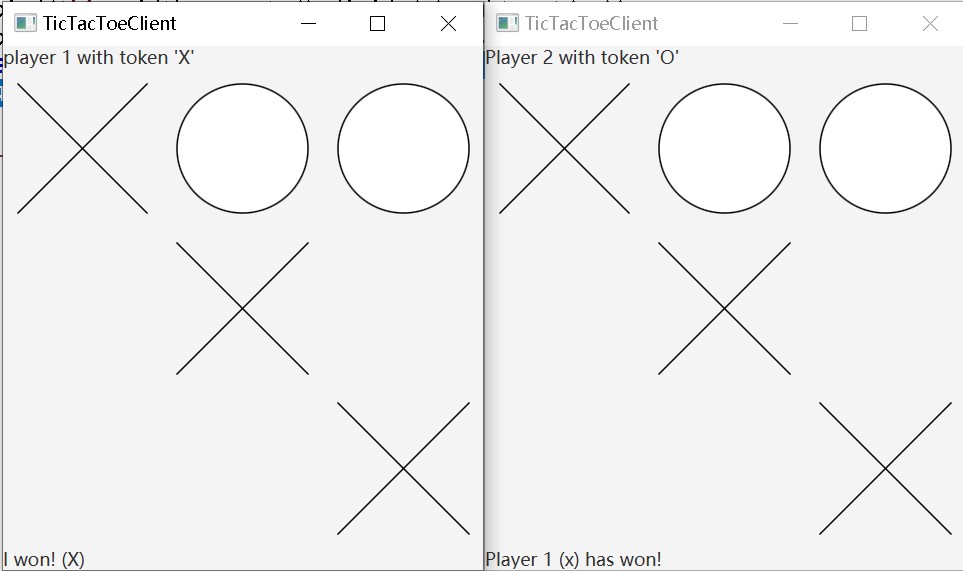 TicTacToeClient
player 1 with token 'X'
I won! (X)
TicTacToeClient
Player 2 with token 'O'
Player 1 (x) has won!